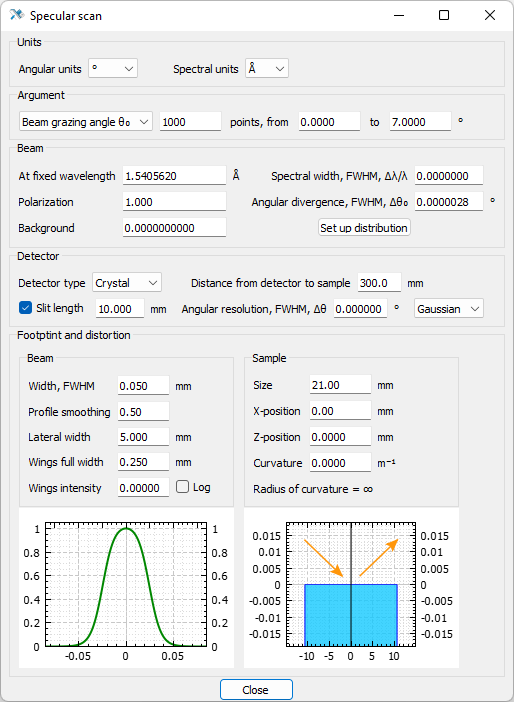 Specular scan
Units
Angular units ° Spectral units Å
Argument
Beam grazing angle θ₀ 1000 points, from 0.0000 to 7.0000 °
Beam
At fixed wavelength 1.5405620 Å Spectral width, FWHM, Δλ/λ 0.0000000
Polarization 1.000 Angular divergence, FWHM, Δθ₀ 0.0000028 °
Background 0.0000000000 Set up distribution
Detector
Detector type Crystal Distance from detector to sample 300.0 mm
Slit length 10.000 mm Angular resolution, FWHM, Δθ 0.000000 ° Gaussian
Footptint and distortion
Beam
Width, FWHM 0.050 mm
Profile smoothing 0.50
Lateral width 5.000 mm
Wings full width 0.250 mm
Wings intensity 0.00000 Log
Sample
Size 21.00 mm
X-position 0.00 mm
Z-position 0.0000 mm
Curvature 0.0000 m⁻¹
Radius of curvature = ∞
1 1
0.8 0.8
0.6 0.6
0.4 0.4
0.2 0.2
0 0
-0.05 0 0.05
0.015 0.015
0.01 0.01
0.005 0.005
0 0
-0.005 -0.005
-0.01 -0.01
-0.015 -0.015
-10 -5 0 5 10
Close